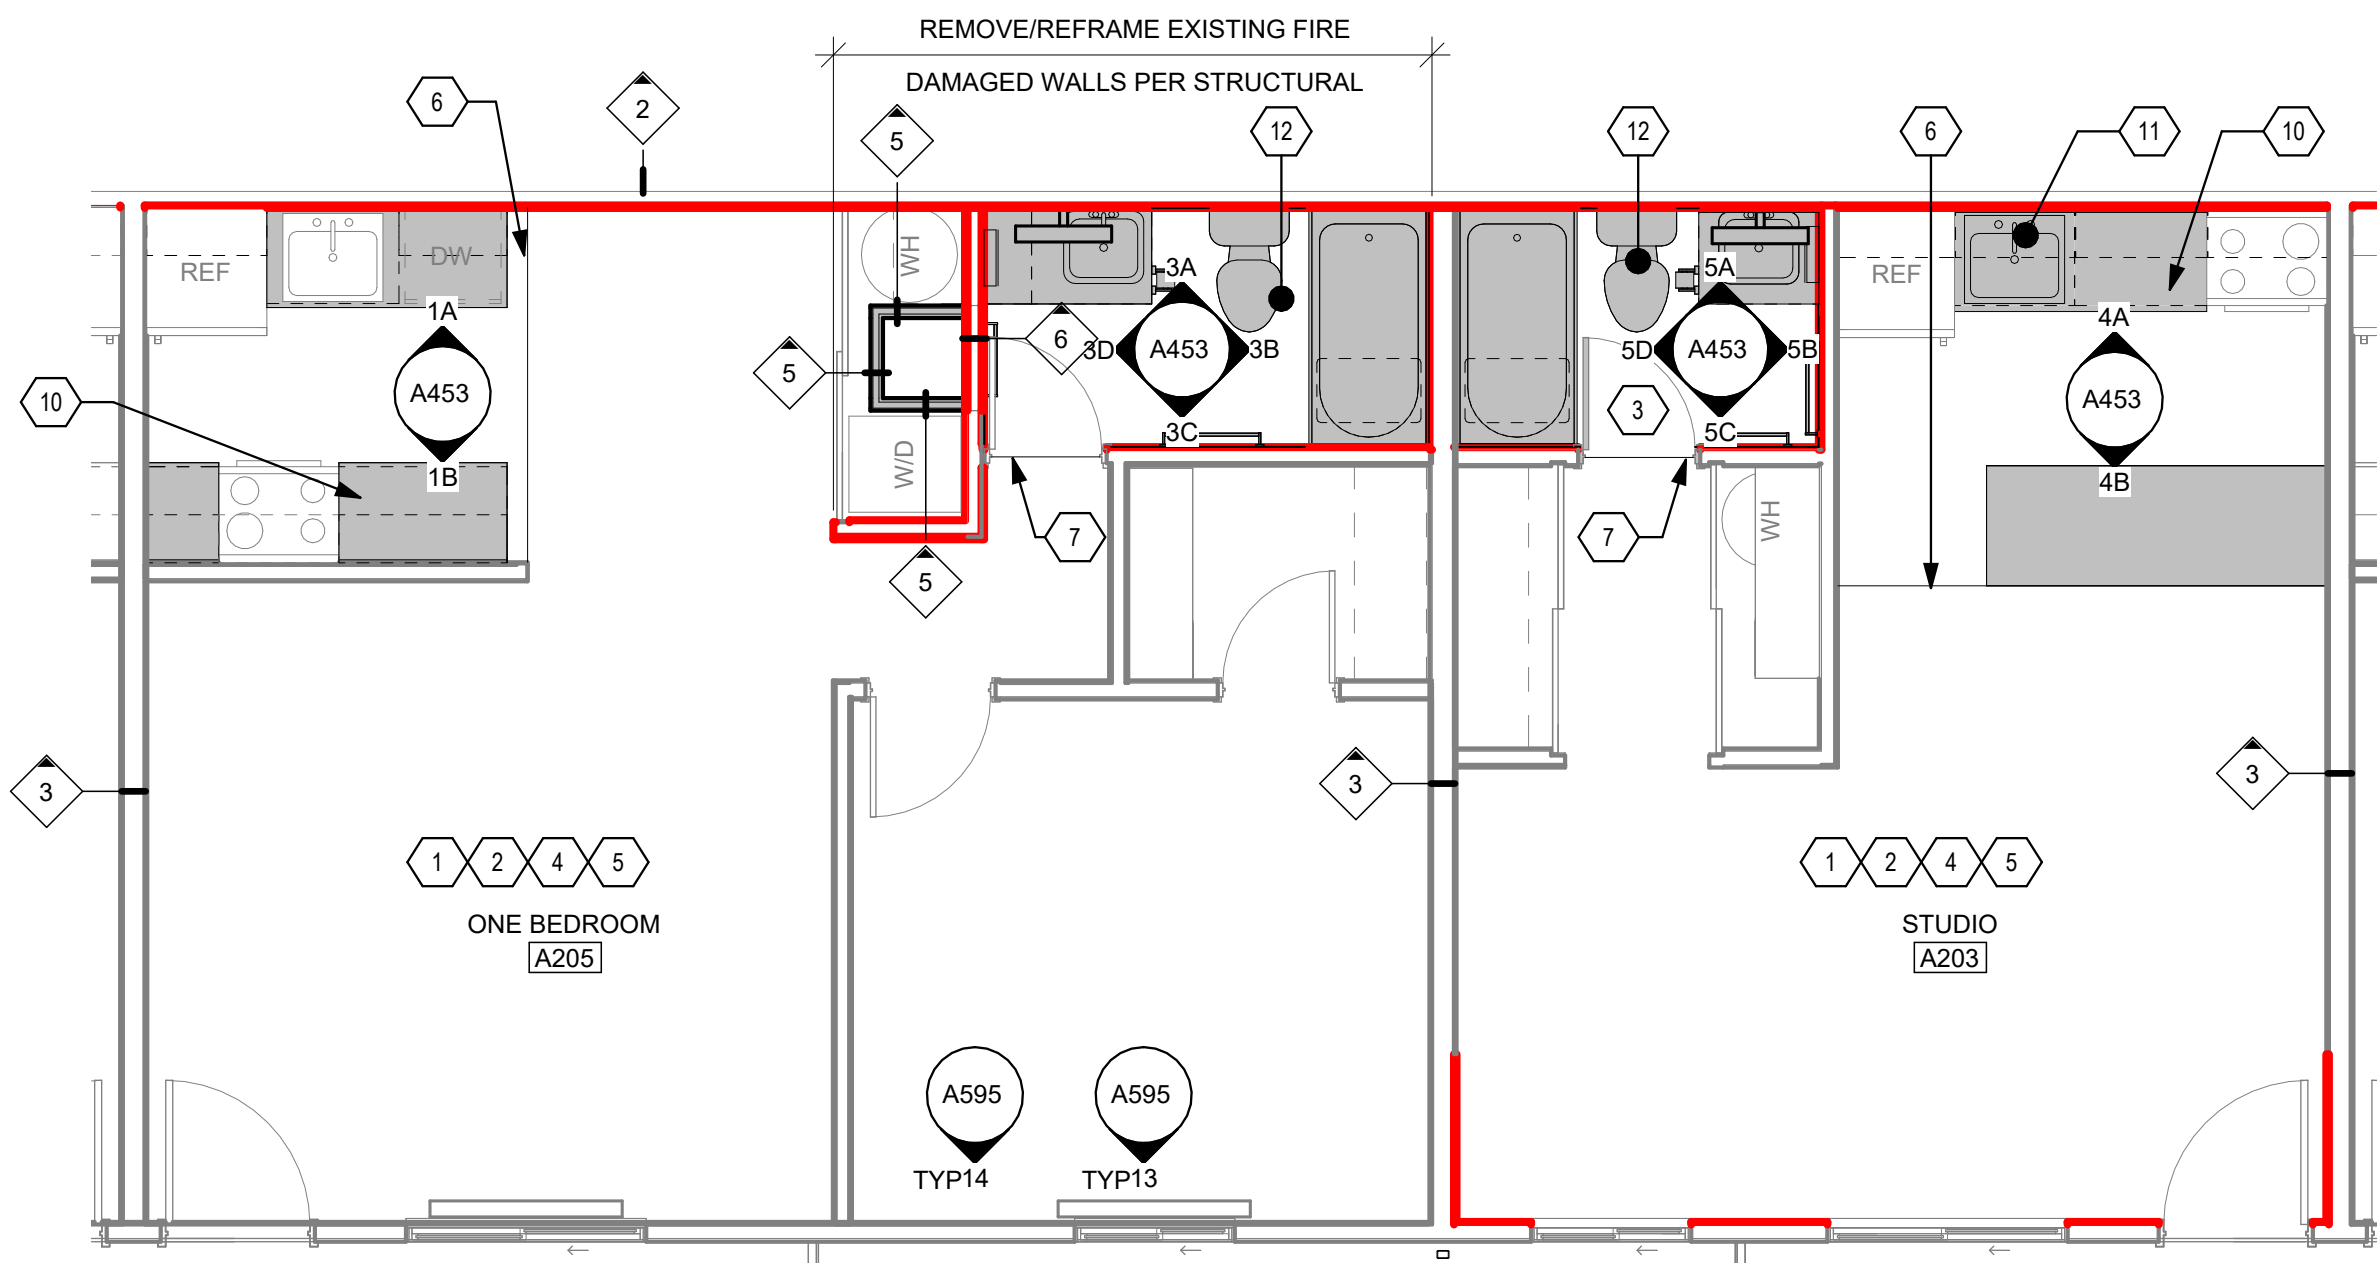 REMOVE/REFRAME EXISTING FIRE
DAMAGED WALLS PER STRUCTURAL
6
2
5
12
12
6
11
10
REF
DW
WH
3A
5A
REF
1A
4A
5
6
3D
A453
3B
5D
A453
5B
A453
10
3
A453
3C
5C
1B
W/D
4B
WH
7
7
5
3
3
3
1
2
4
5
1
2
4
5
ONE BEDROOM
A205
STUDIO
A203
A595
A595
TYP14
TYP13